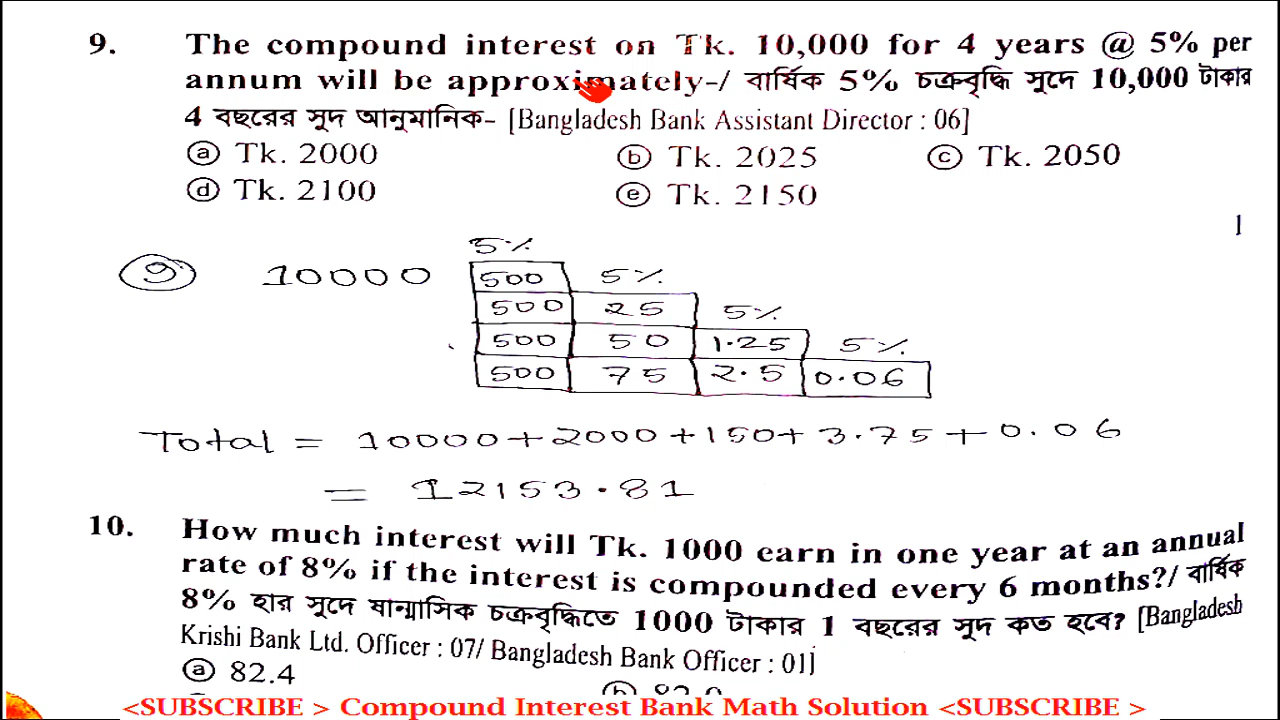 9. The compound interest on Tk. 10,000 for 4 years @ 5% per
annum will be approximately-/ বার্ষিক 5% চক্রবৃদ্ধি সুদে 10,000 টাকার
4 বছরের সুদ আনুমানিক- [Bangladesh Bank Assistant Director : 06]
ⓐ Tk. 2000 ⓑ Tk. 2025 ⓒ Tk. 2050
ⓓ Tk. 2100 ⓔ Tk. 2150
5%
9 10000 500 5%
500 25 5%
500 50 1.25 5%
500 75 2.5 0.06
Total = 10000+2000+150+3.75+0.06
= 12153.81
10. How much interest will Tk. 1000 earn in one year at an annual
rate of 8% if the interest is compounded every 6 months?/ বার্ষিক
8% হার সুদে ষান্মাসিক চক্রবৃদ্ধিতে 1000 টাকার 1 বছরের সুদ কত হবে? [Bangladesh
Krishi Bank Ltd. Officer : 07/ Bangladesh Bank Officer : 01]
ⓐ 82.4
<SUBSCRIBE > Compound Interest Bank Math Solution <SUBSCRIBE >